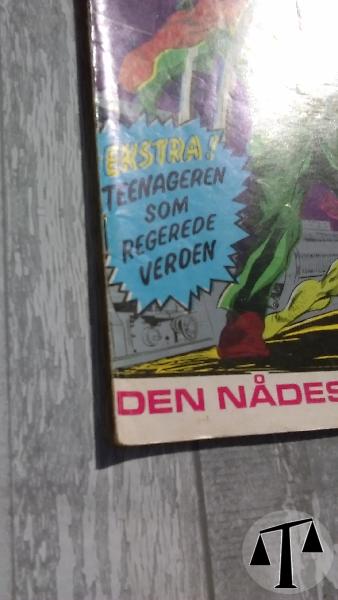 EKSTRA!
TEENAGEREN
SOM
REGEREDE
VERDEN
DEN NÅDES